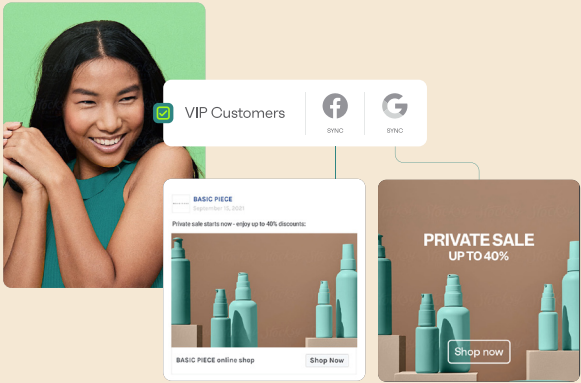 VIP Customers
SYNC
SYNC
BASIC PIECE
September 15, 2021
Private sale starts now - enjoy up to 40% discounts:
BASIC PIECE online shop
Shop Now
PRIVATE SALE
UP TO 40%
Shop now